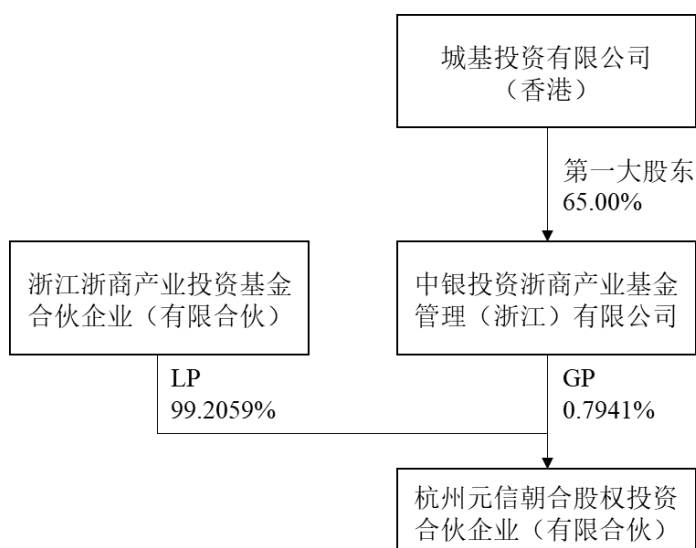 城基投资有限公司
（香港）
第一大股东
65.00%
浙江浙商产业投资基金
合伙企业（有限合伙）
中银投资浙商产业基金
管理（浙江）有限公司
LP
99.2059%
GP
0.7941%
杭州元信朝合股权投资
合伙企业（有限合伙）